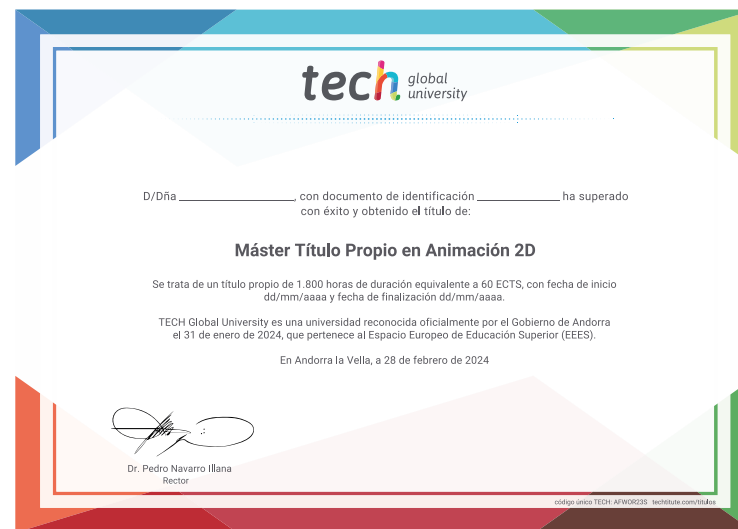 tech global
university
D/Dña ____________________, con documento de identificación ______________ ha superado
con éxito y obtenido el título de:
Máster Título Propio en Animación 2D
Se trata de un título propio de 1.800 horas de duración equivalente a 60 ECTS, con fecha de inicio
dd/mm/aaaa y fecha de finalización dd/mm/aaaa.
TECH Global University es una universidad reconocida oficialmente por el Gobierno de Andorra
el 31 de enero de 2024, que pertenece al Espacio Europeo de Educación Superior (EEES).
En Andorra la Vella, a 28 de febrero de 2024
Dr. Pedro Navarro Illana
Rector
código único TECH: AFWOR23S techtitute.com/titulos